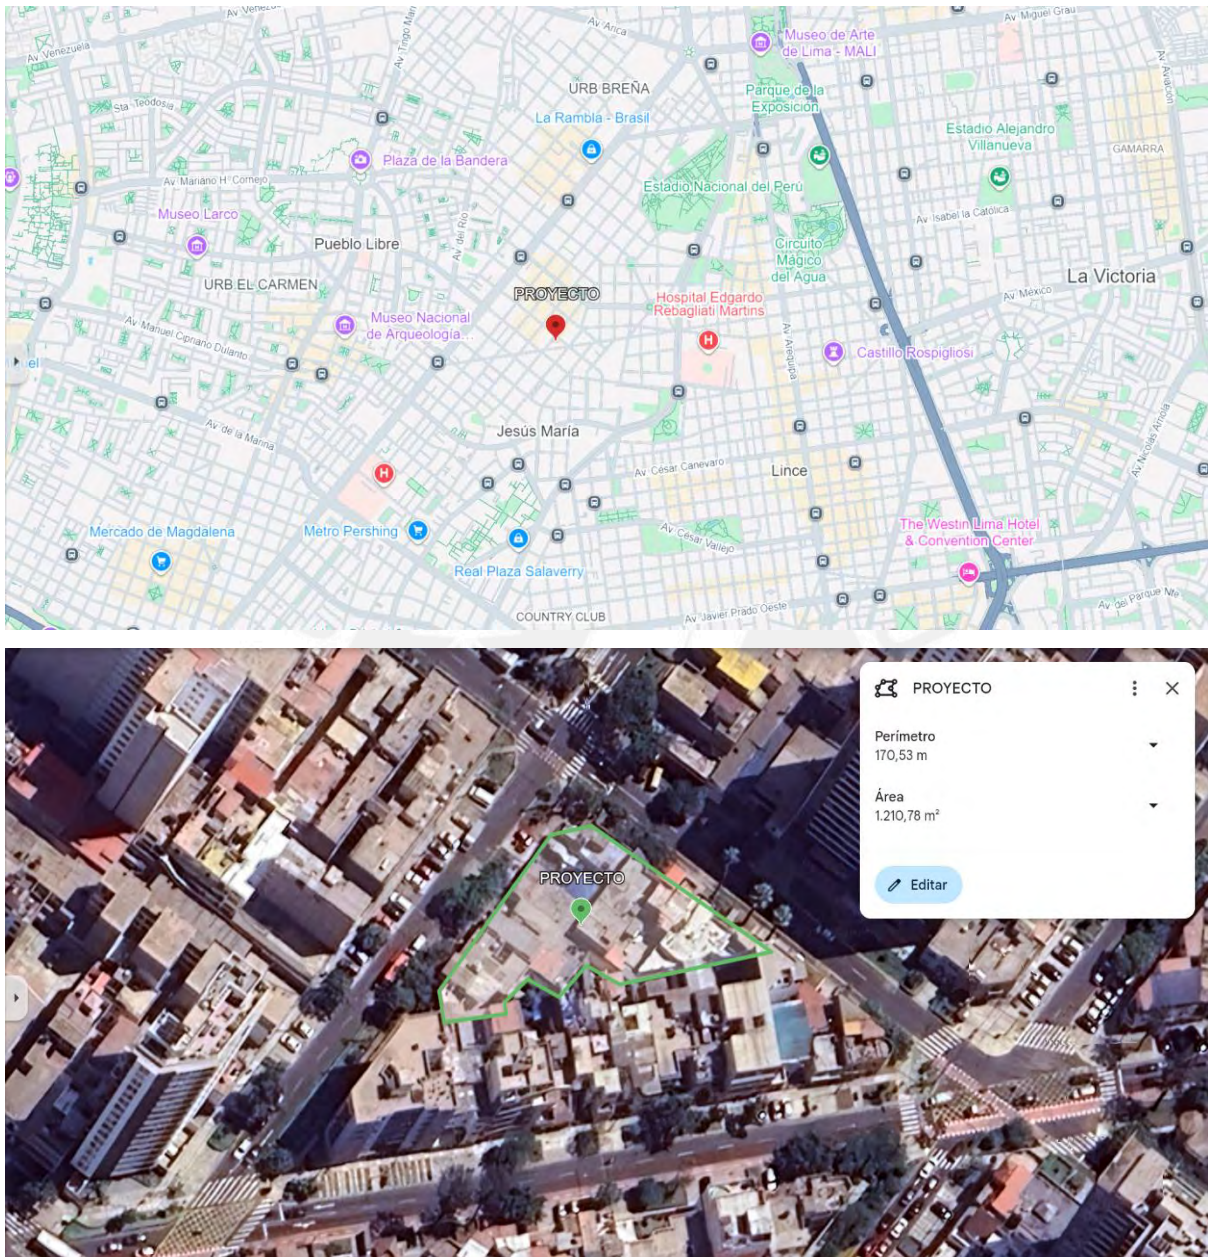 Av. Venezuela
Av. Tingo Mar
Av. Arica
Av. Miguel Grau
Museo de Arte
de Lima - MALI
Av. Aviación
URB BREÑA
Parque de la
Exposición
Sta. Teodosia
La Rambla - Brasil
Estadio Alejandro
Villanueva
GAMARRA
Plaza de la Bandera
Av. Mariano H. Cornejo
Estadio Nacional del Perú
Museo Larco
Av. Isabel la Católica
Pueblo Libre
Av. del Río
Circuito
Mágico
del Agua
La Victoria
URB EL CARMEN
PROYECTO
Hospital Edgardo
Rebagliati Martins
Av. México
Museo Nacional
de Arqueología...
Av. Manuel Cipriano Dulanto
Av. Arequipa
Castillo Rospigliosi
Av. de la Marina
Jesús María
Av. Nicolás Arriola
Av. César Canevaro
Lince
Mercado de Magdalena
Metro Pershing
The Westin Lima Hotel
& Convention Center
Av. César Vallejo
Real Plaza Salaverry
COUNTRY CLUB
Av. Javier Prado Oeste
Av. del Parque Nte.
PROYECTO
Perímetro
170,53 m
Área
1.210,78 m²
Editar
PROYECTO